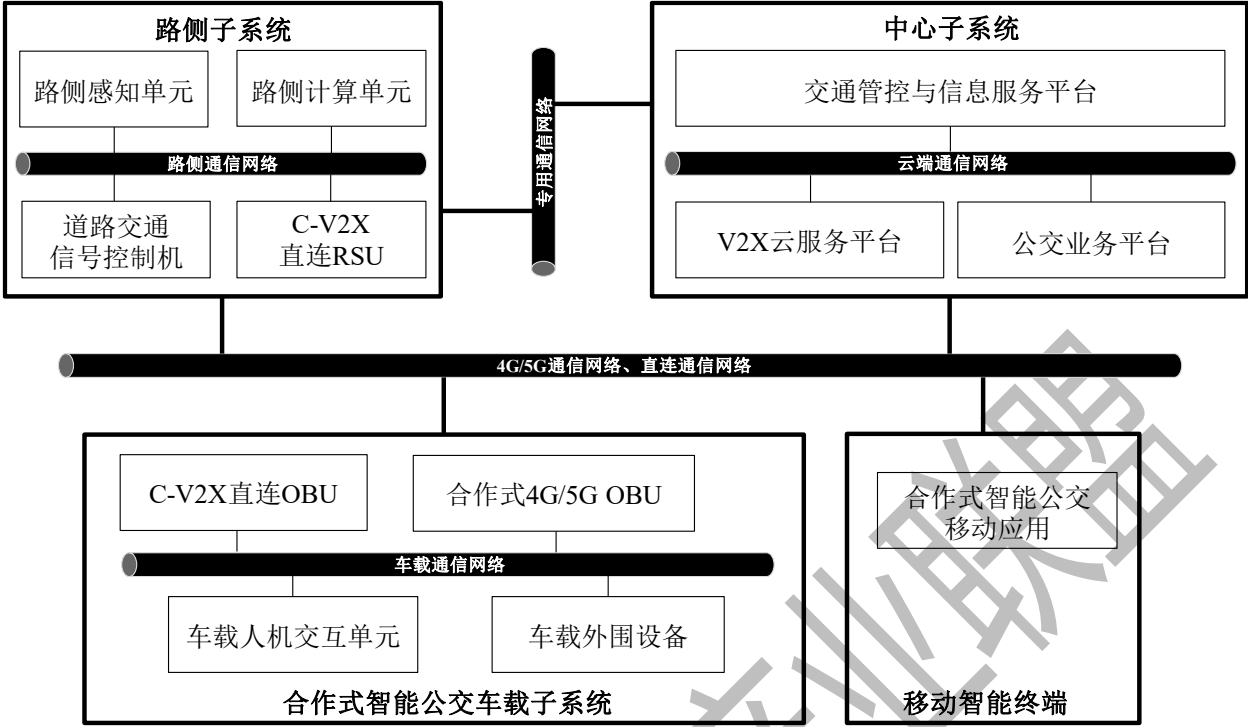 路侧子系统
路侧感知单元
路侧计算单元
路侧通信网络
道路交通
信号控制机
C-V2X
直连RSU
专用通信网络
中心子系统
交通管控与信息服务平台
云端通信网络
V2X云服务平台
公交业务平台
4G/5G通信网络、直连通信网络
C-V2X直连OBU
合作式4G/5G OBU
车载通信网络
车载人机交互单元
车载外围设备
合作式智能公交车载子系统
合作式智能公交
移动应用
移动智能终端
产业联盟